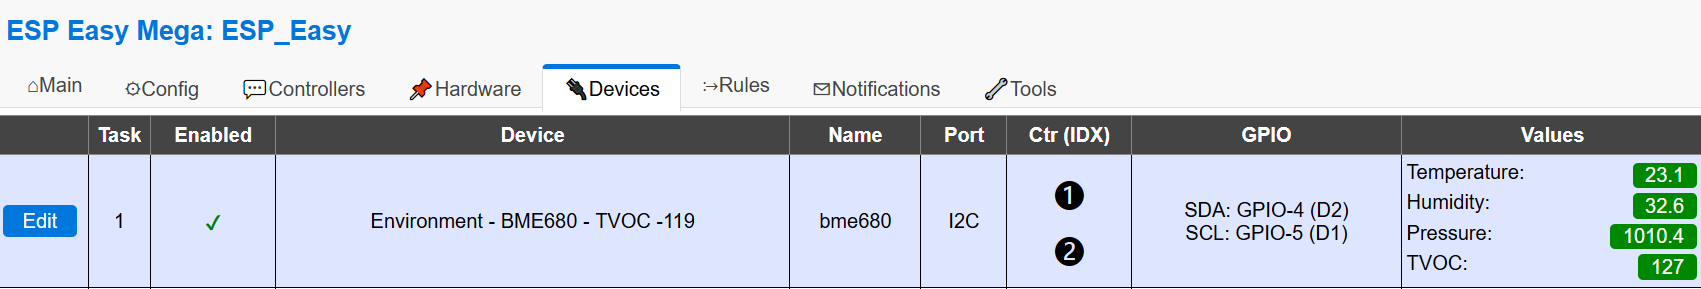 ESP Easy Mega: ESP_Easy
⌂Main ⚙Config 💬Controllers 📌Hardware 🔌Devices Rules ✉Notifications 🔧Tools
Task Enabled Device Name Port Ctr (IDX) GPIO Values
Edit 1 ✓ Environment - BME680 - TVOC -119 bme680 I2C
❶
❷
SDA: GPIO-4 (D2)
SCL: GPIO-5 (D1)
Temperature: 23.1
Humidity: 32.6
Pressure: 1010.4
TVOC: 127